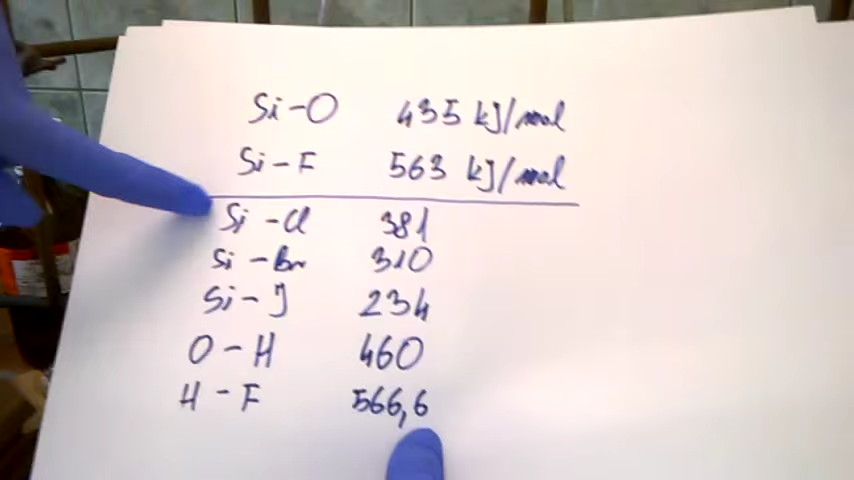 Si-O 435 kJ/mol
Si-F 563 kJ/mol
Si-Cl 381
Si-Br 310
Si-J 234
O-H 460
H-F 566,6